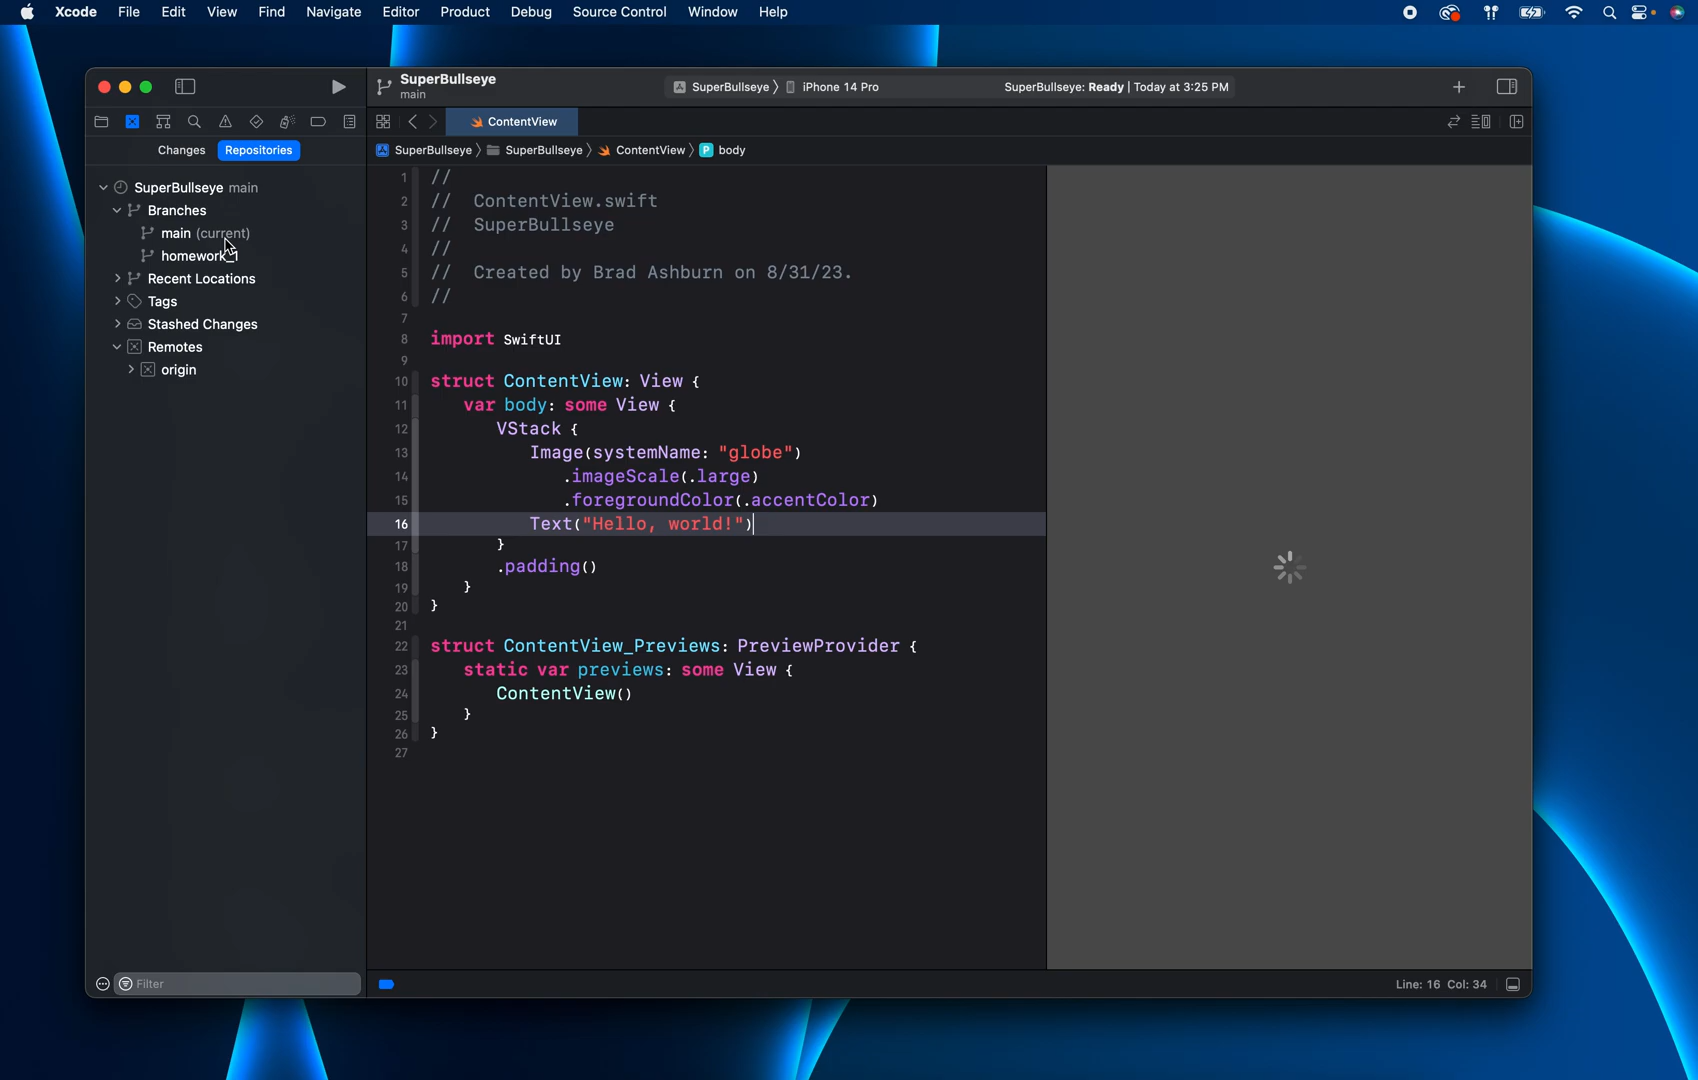 Xcode File Edit View Find Navigate Editor Product Debug Source Control Window Help
SuperBullseye
main
SuperBullseye 〉 iPhone 14 Pro
SuperBullseye: Ready | Today at 3:25 PM
ContentView
Changes Repositories
SuperBullseye 〉 SuperBullseye 〉 ContentView 〉 P body
SuperBullseye main
Branches
main (current)
homework_1
Recent Locations
Tags
Stashed Changes
Remotes
origin
1 //
2 // ContentView.swift
3 // SuperBullseye
4 //
5 // Created by Brad Ashburn on 8/31/23.
6 //
7
8 import SwiftUI
9
10 struct ContentView: View {
11 var body: some View {
12 VStack {
13 Image(systemName: "globe")
14 .imageScale(.large)
15 .foregroundColor(.accentColor)
16 Text("Hello, world!")
17 }
18 .padding()
19 }
20 }
21
22 struct ContentView_Previews: PreviewProvider {
23 static var previews: some View {
24 ContentView()
25 }
26 }
27
Filter
Line: 16 Col: 34